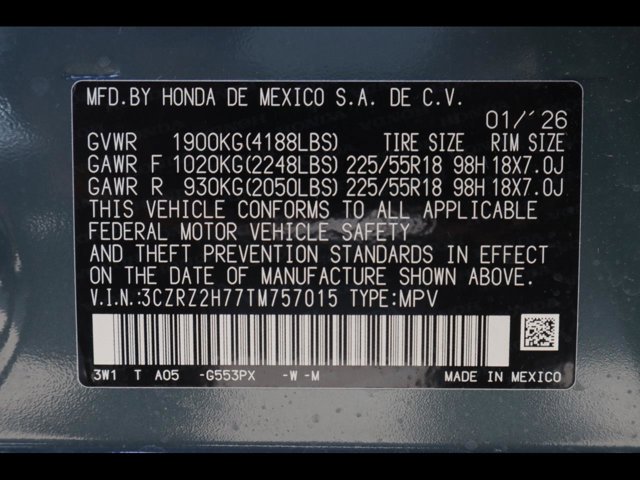 MFD.BY HONDA DE MEXICO S.A. DE C.V.
01/´26
GVWR 1900KG(4188LBS) TIRE SIZE RIM SIZE
GAWR F 1020KG(2248LBS) 225/55R18 98H 18X7.0J
GAWR R 930KG(2050LBS) 225/55R18 98H 18X7.0J
THIS VEHICLE CONFORMS TO ALL APPLICABLE
FEDERAL MOTOR VEHICLE SAFETY
AND THEFT PREVENTION STANDARDS IN EFFECT
ON THE DATE OF MANUFACTURE SHOWN ABOVE.
V.I.N.:3CZRZ2H77TM757015 TYPE:MPV
3W1 T A05 -G553PX -W -M MADE IN MEXICO